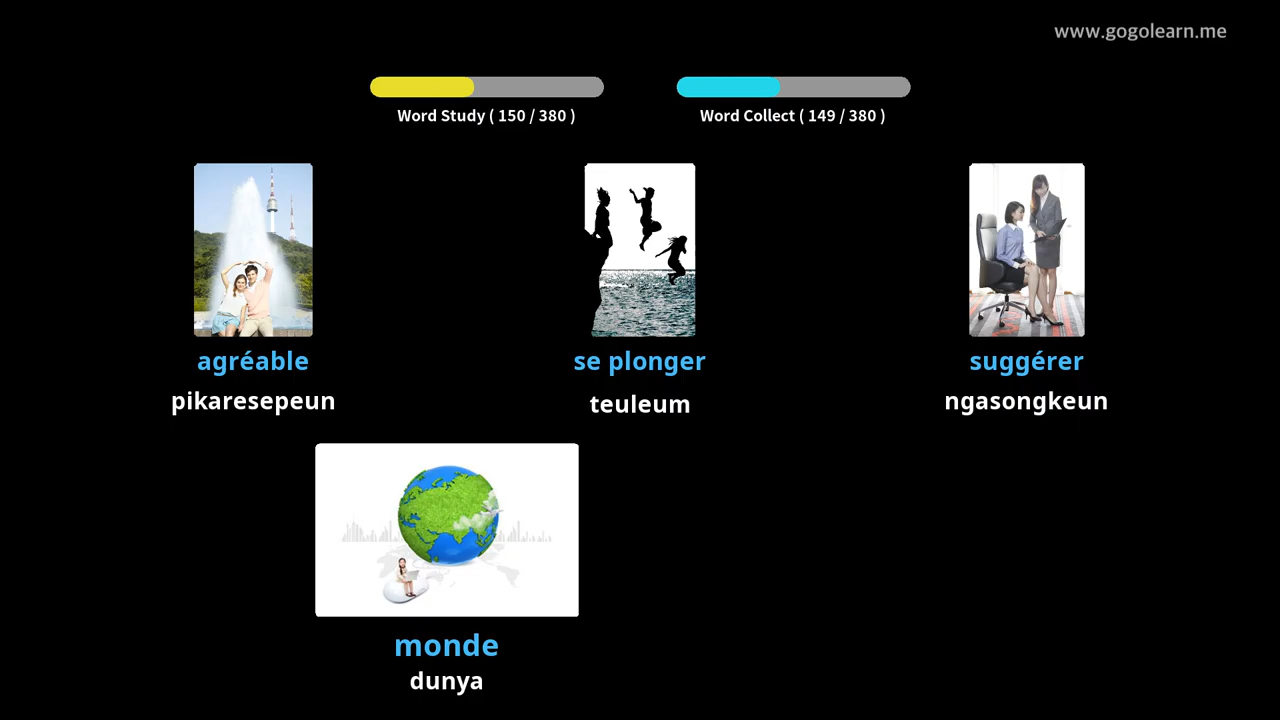 www.gogolearn.me
Word Study ( 150 / 380 )
Word Collect ( 149 / 380 )
agréable
se plonger
suggérer
pikaresepeun
teuleum
ngasongkeun
monde
dunya